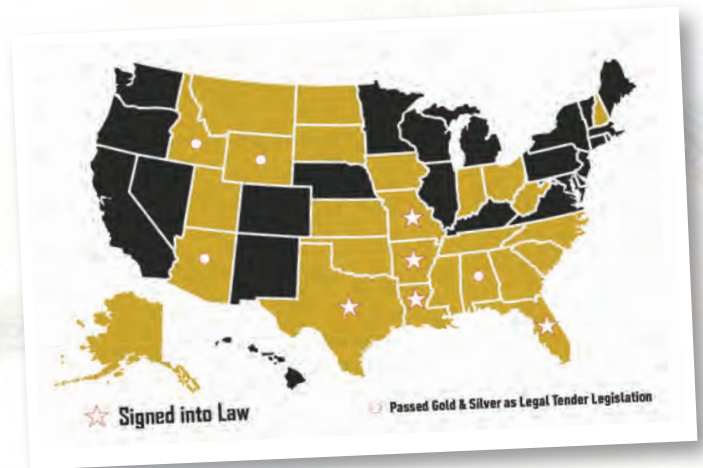 Signed into Law
Passed Gold & Silver as Legal Tender Legislation